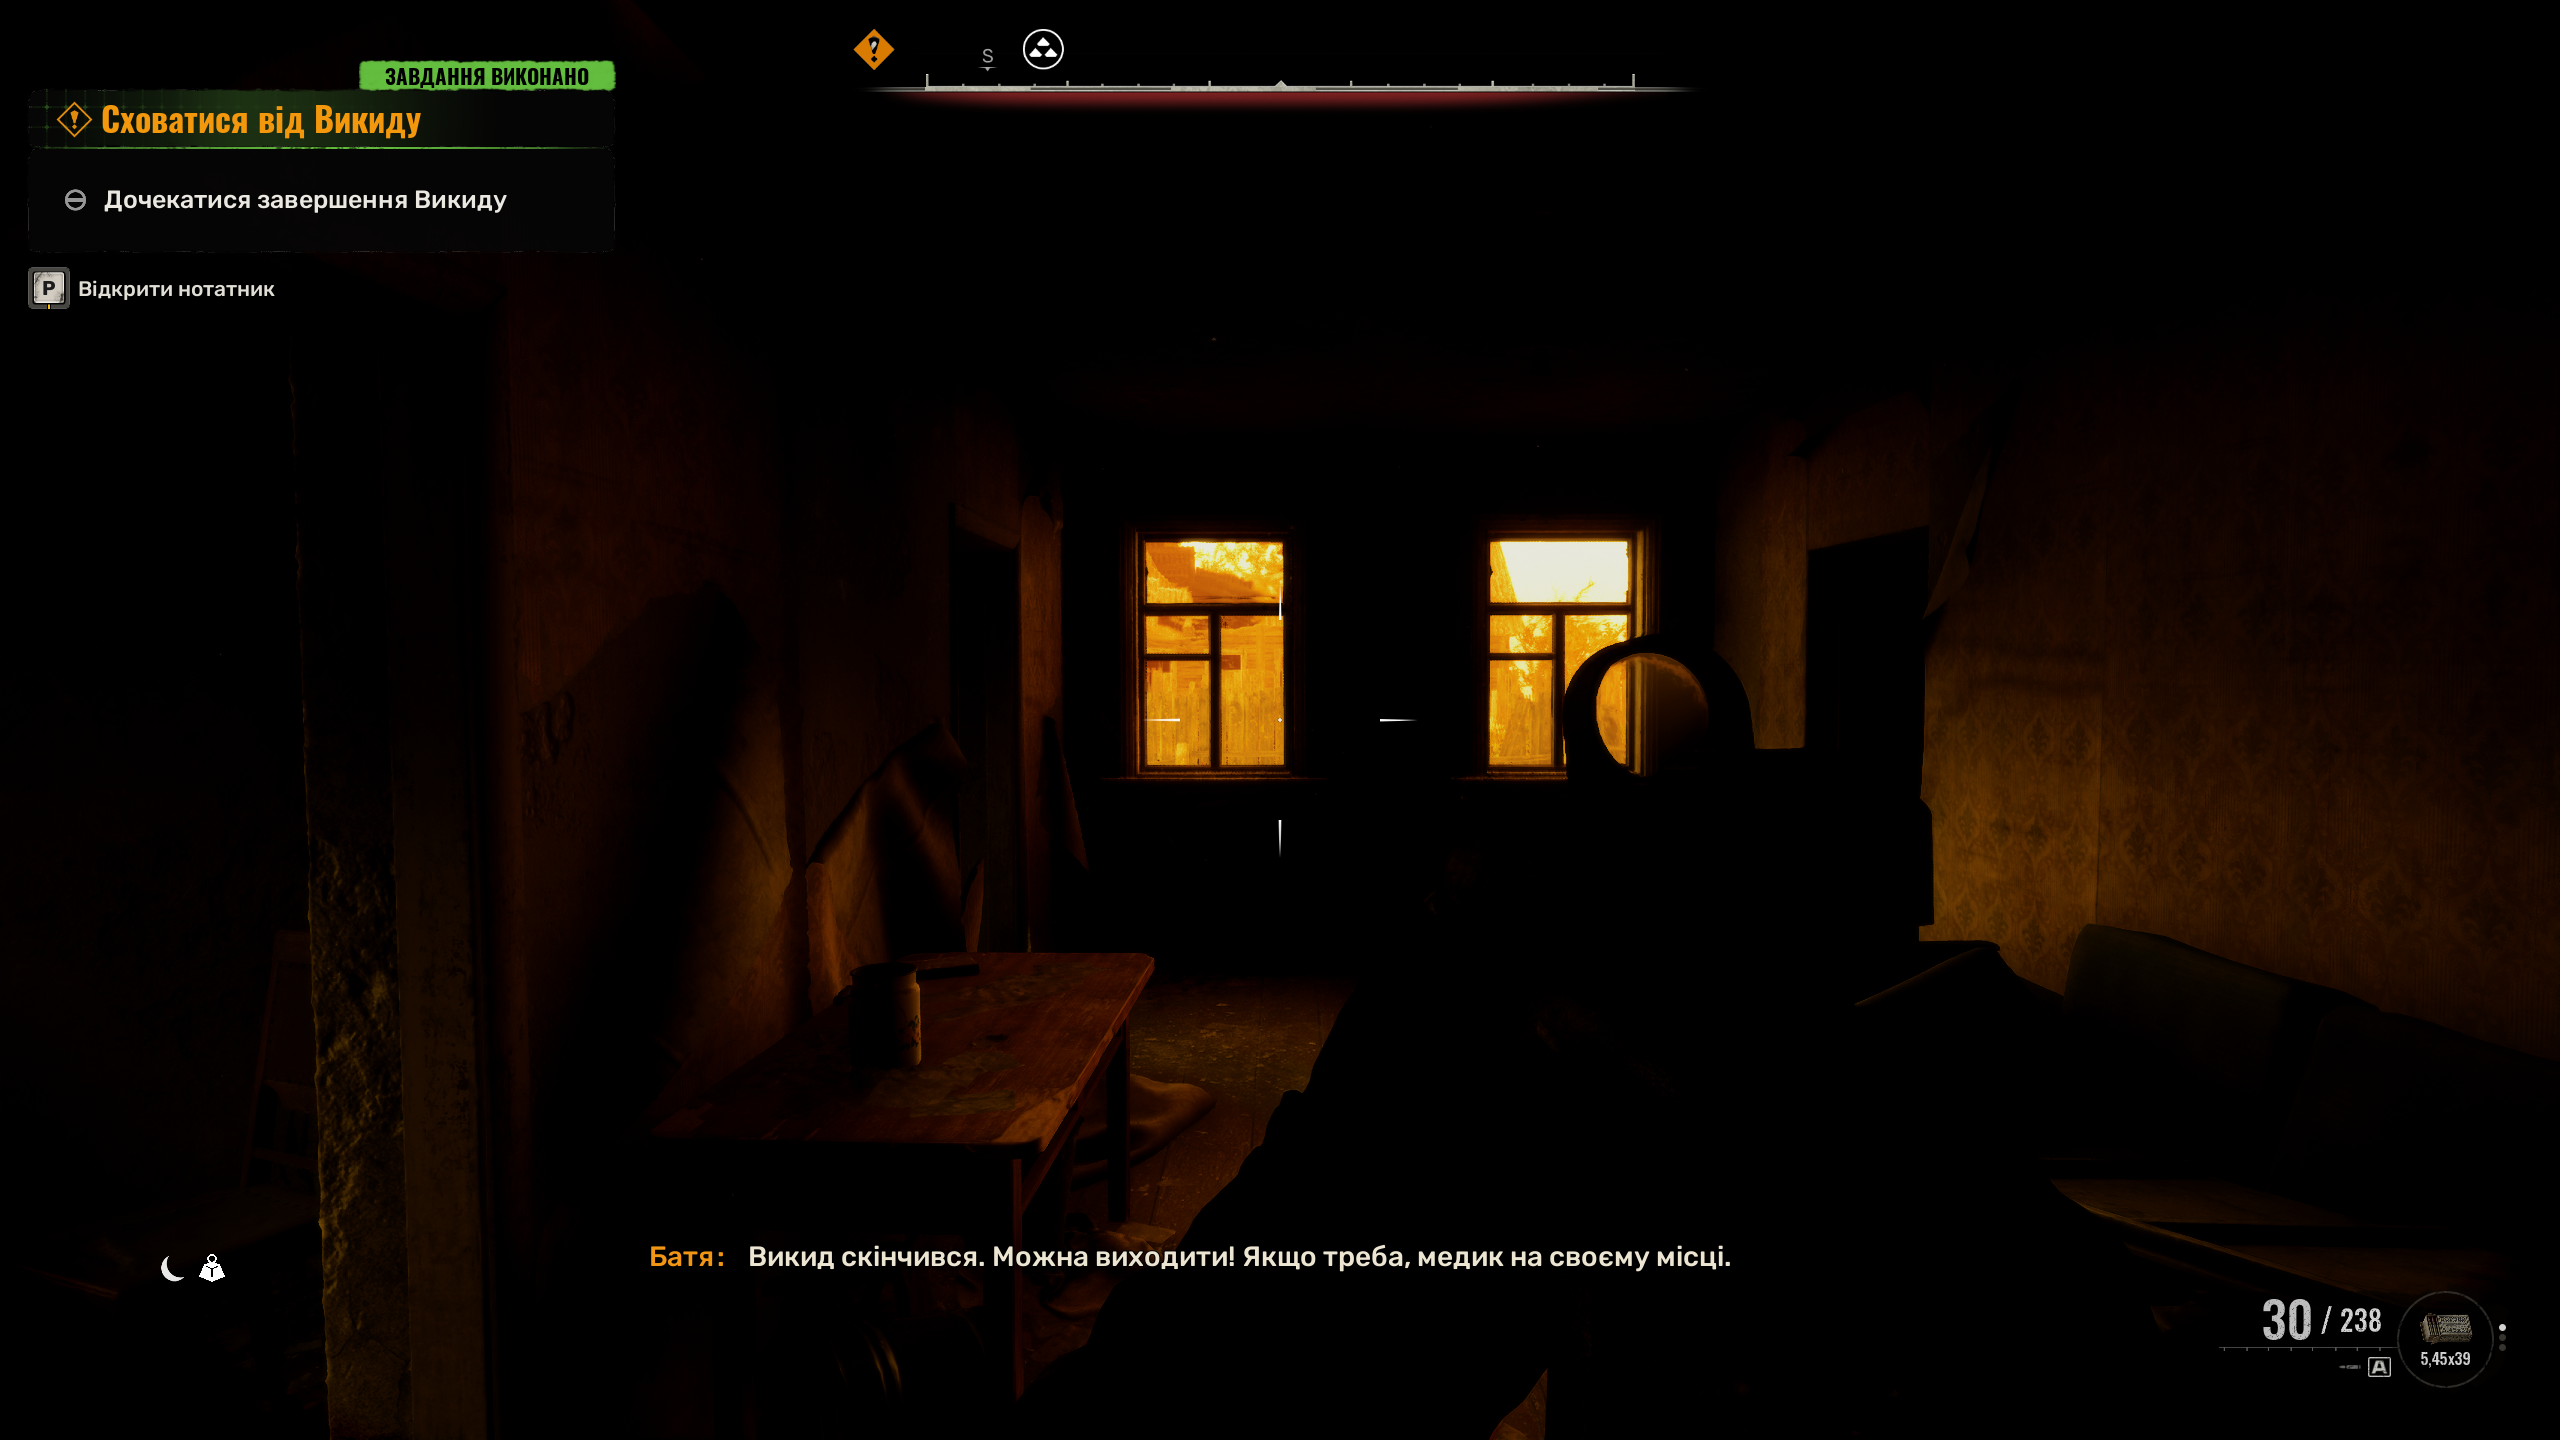 S
ЗАВДАННЯ ВИКОНАНО
Сховатися від Викиду
Дочекатися завершення Викиду
P Відкрити нотатник
Батя: Викид скінчився. Можна виходити! Якщо треба, медик на своєму місці.
30 / 238
A
5,45x39